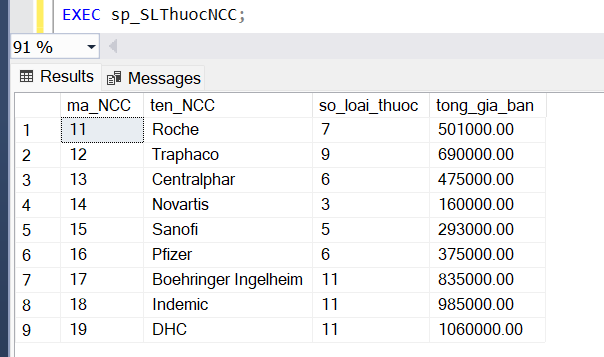 EXEC sp_SLThuocNCC;
91 %
Results Messages
ma_NCC ten_NCC so_loai_thuoc tong_gia_ban
1 11 Roche 7 501000.00
2 12 Traphaco 9 690000.00
3 13 Centralphar 6 475000.00
4 14 Novartis 3 160000.00
5 15 Sanofi 5 293000.00
6 16 Pfizer 6 375000.00
7 17 Boehringer Ingelheim 11 835000.00
8 18 Indemic 11 985000.00
9 19 DHC 11 1060000.00